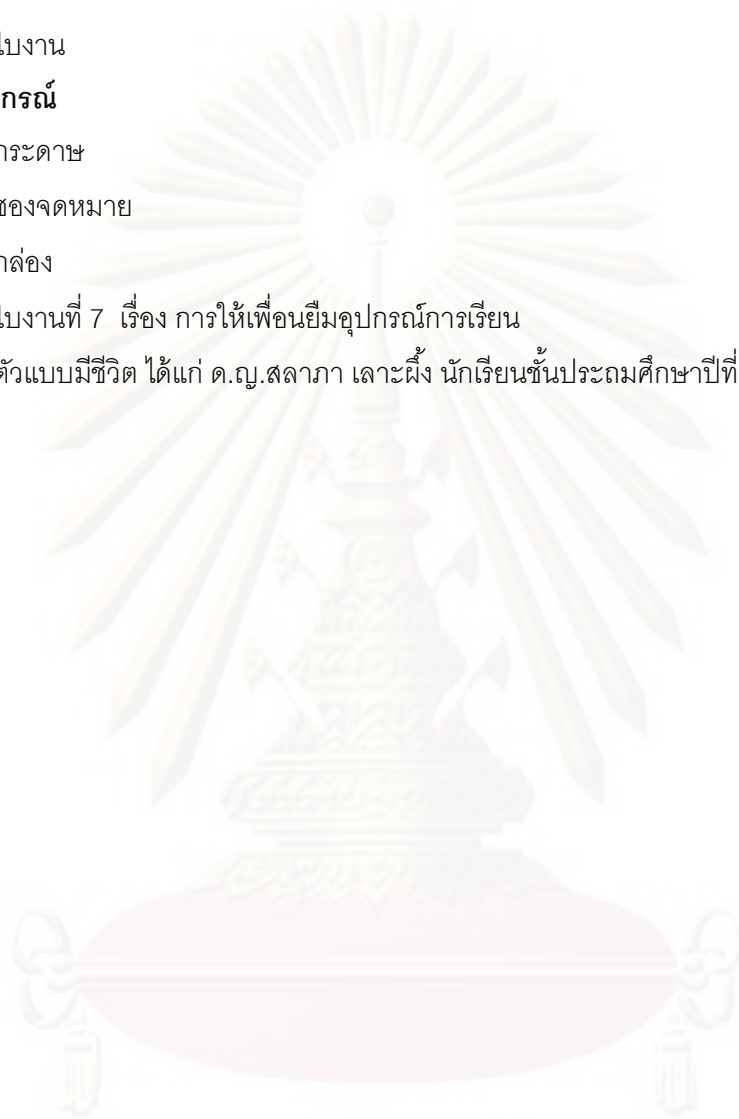 ใบงาน
กรณ์
กระดาษ
ซองจดหมาย
กล่อง
ใบงานที่ 7 เรื่อง การให้เพื่อนยืมอุปกรณ์การเรียน
ตัวแบบมีชีวิต ได้แก่ ด.ญ.สลาภา เลาะผึ้ง นักเรียนชั้นประถมศึกษาปีที่